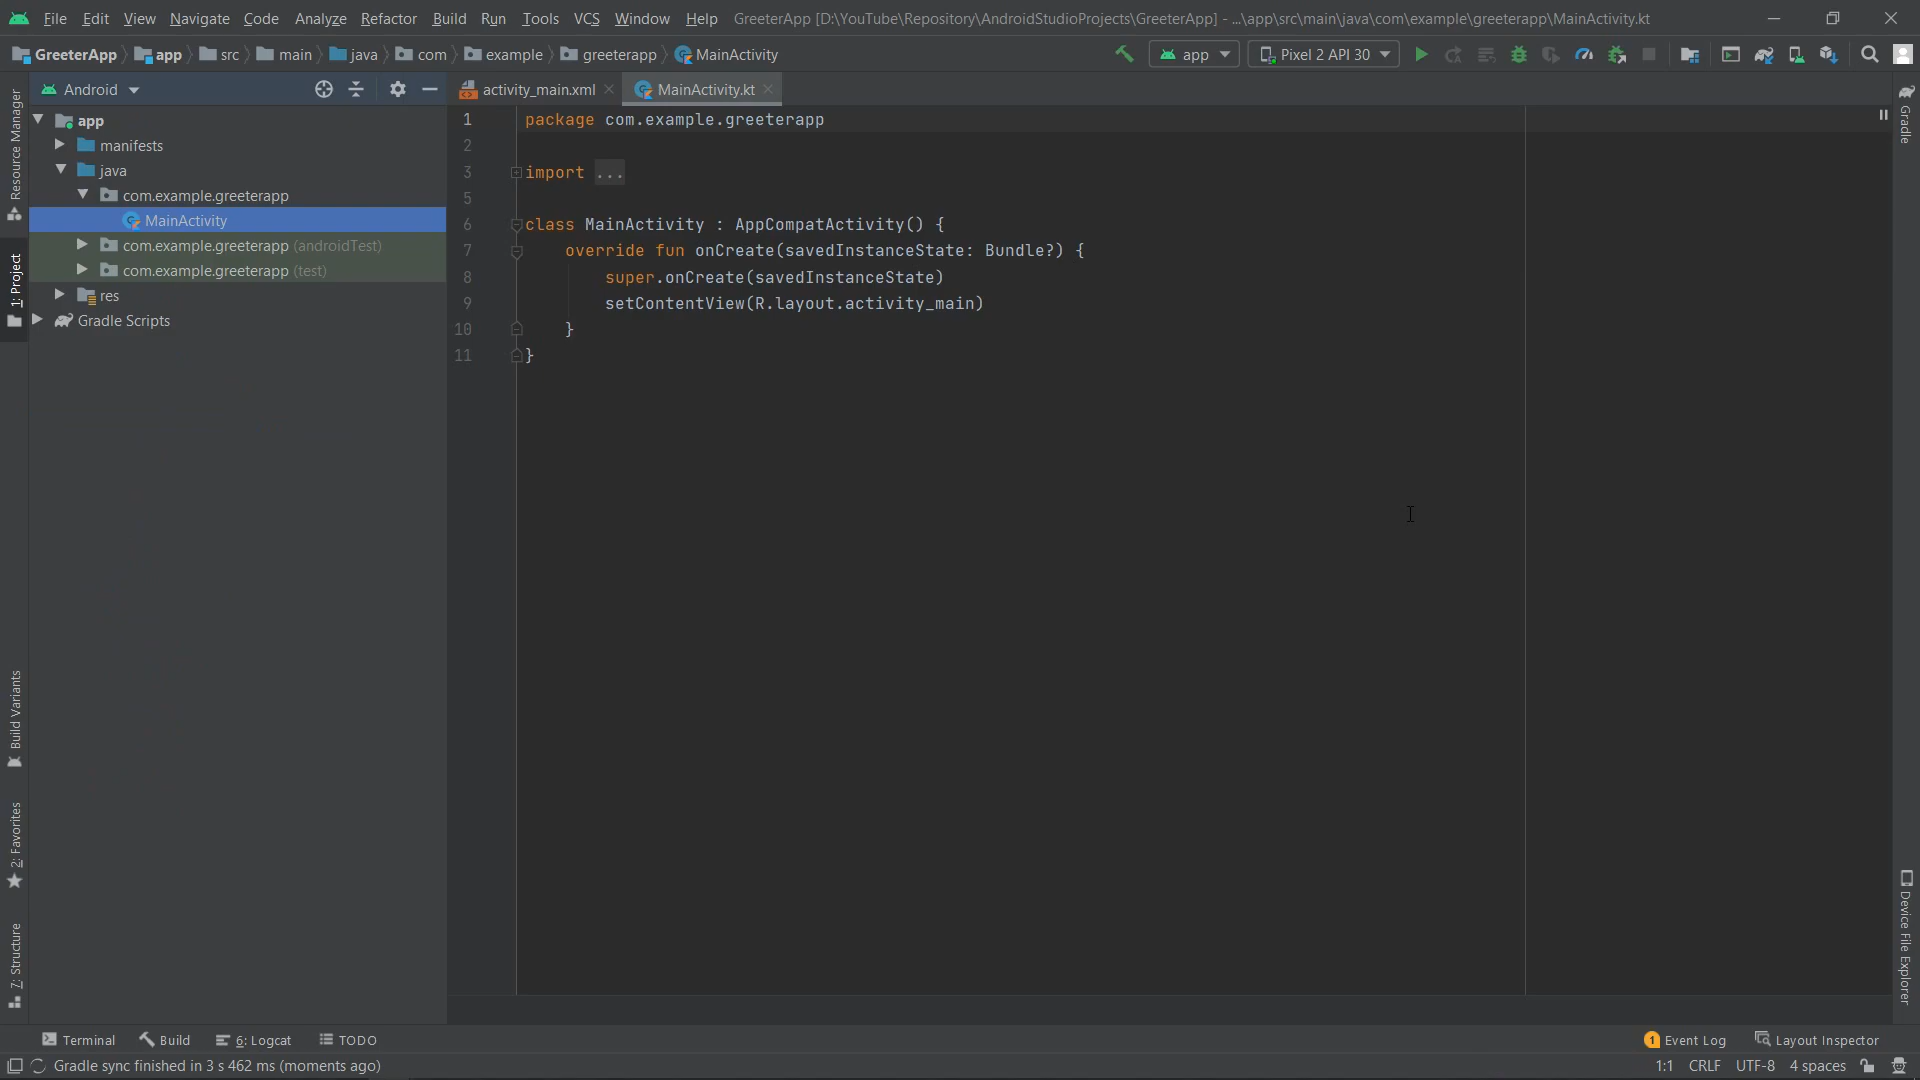 File Edit View Navigate Code Analyze Refactor Build Run Tools VCS Window Help GreeterApp [D:\YouTube\Repository\AndroidStudioProjects\GreeterApp] - ...\app\src\main\java\com\example\greeterapp\MainActivity.kt
GreeterApp app src main java com example greeterapp MainActivity app Pixel 2 API 30
Android activity_main.xml MainActivity.kt
Resource Manager
1: Project
Build Variants
2: Favorites
7: Structure
app
manifests
java
com.example.greeterapp
MainActivity
com.example.greeterapp (androidTest)
com.example.greeterapp (test)
res
Gradle Scripts
1 package com.example.greeterapp
2
3 import ...
5
6 class MainActivity : AppCompatActivity() {
7 override fun onCreate(savedInstanceState: Bundle?) {
8 super.onCreate(savedInstanceState)
9 setContentView(R.layout.activity_main)
10 }
11 }
Gradle
Device File Explorer
Terminal Build 6: Logcat TODO 1 Event Log Layout Inspector
Gradle sync finished in 3 s 462 ms (moments ago) 1:1 CRLF UTF-8 4 spaces